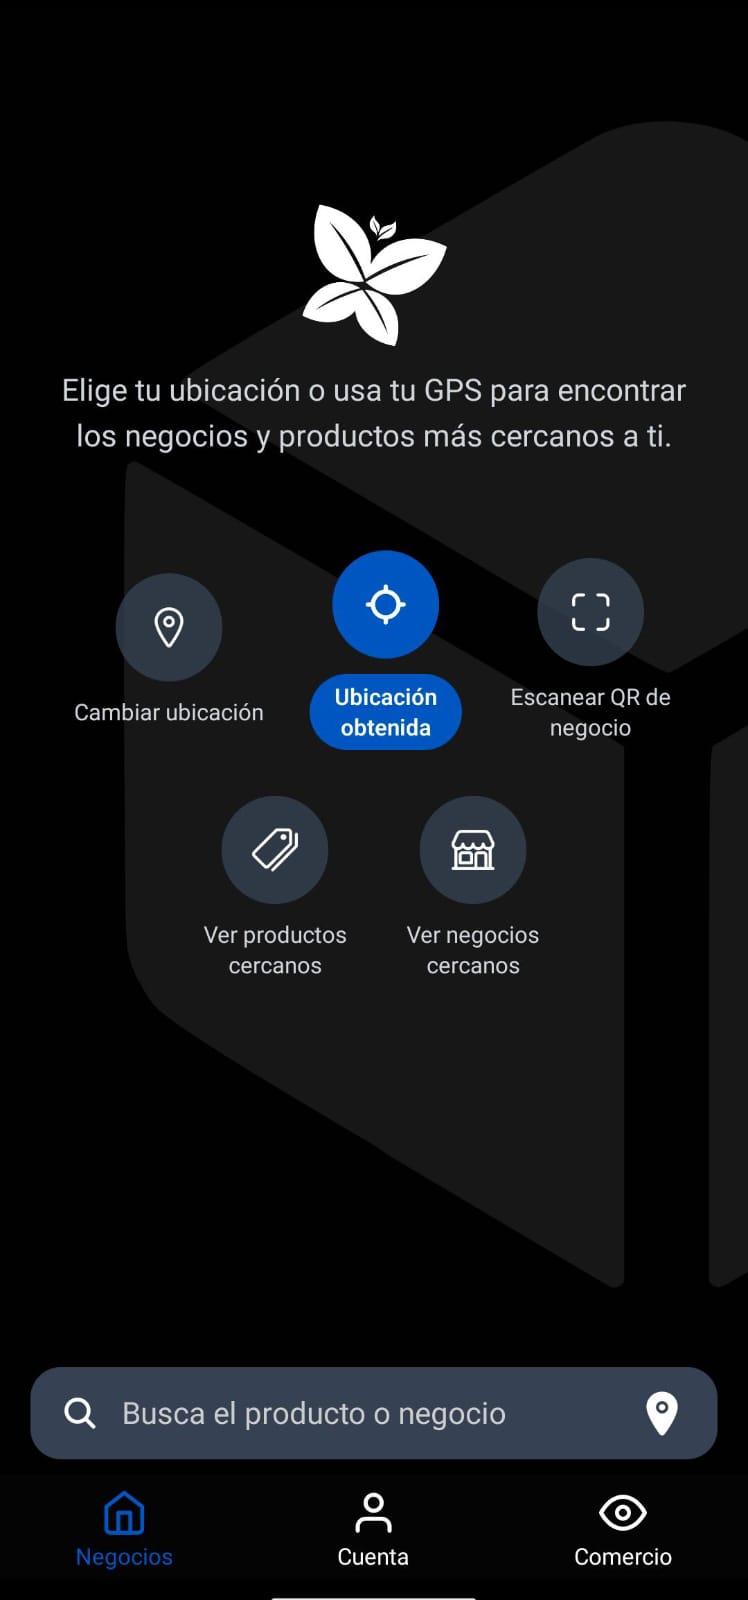 Elige tu ubicación o usa tu GPS para encontrar
los negocios y productos más cercanos a ti.
Cambiar ubicación
Ubicación
obtenida
Escanear QR de
negocio
Ver productos
cercanos
Ver negocios
cercanos
Busca el producto o negocio
Negocios
Cuenta
Comercio